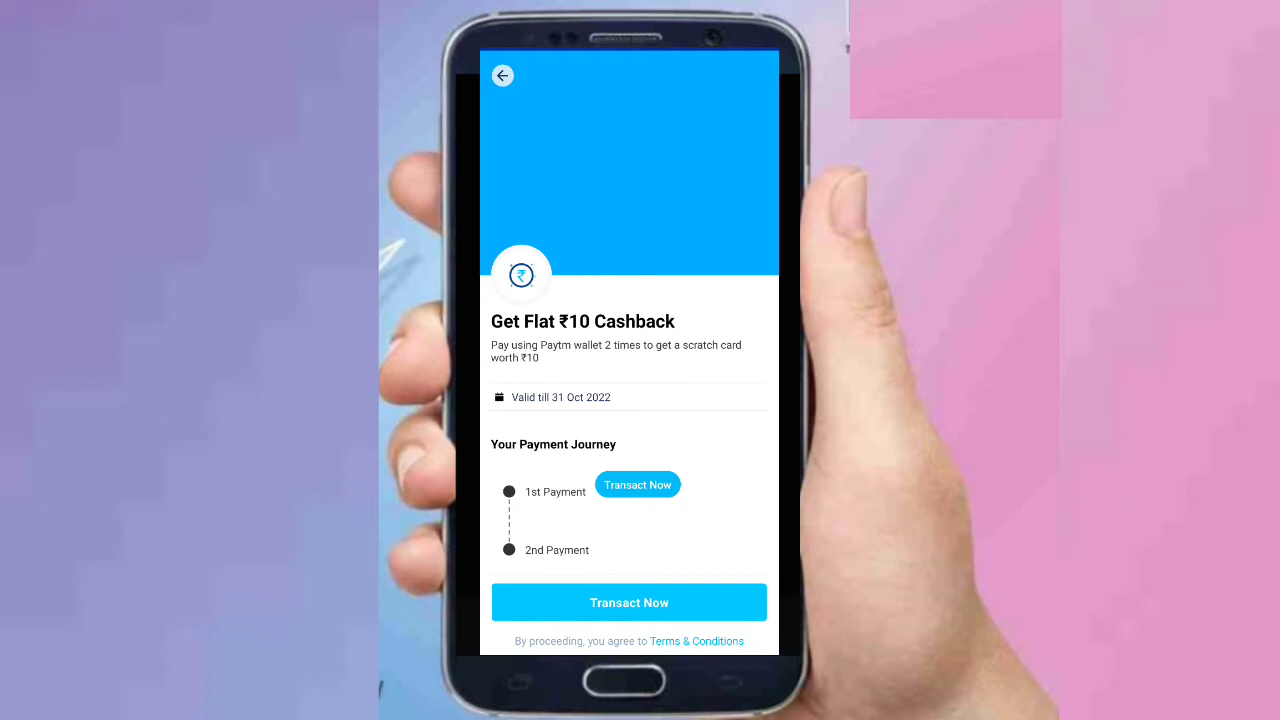 ₹
Get Flat ₹10 Cashback
Pay using Paytm wallet 2 times to get a scratch card
worth ₹10
Valid till 31 Oct 2022
Your Payment Journey
1st Payment
Transact Now
2nd Payment
Transact Now
By proceeding, you agree to Terms & Conditions